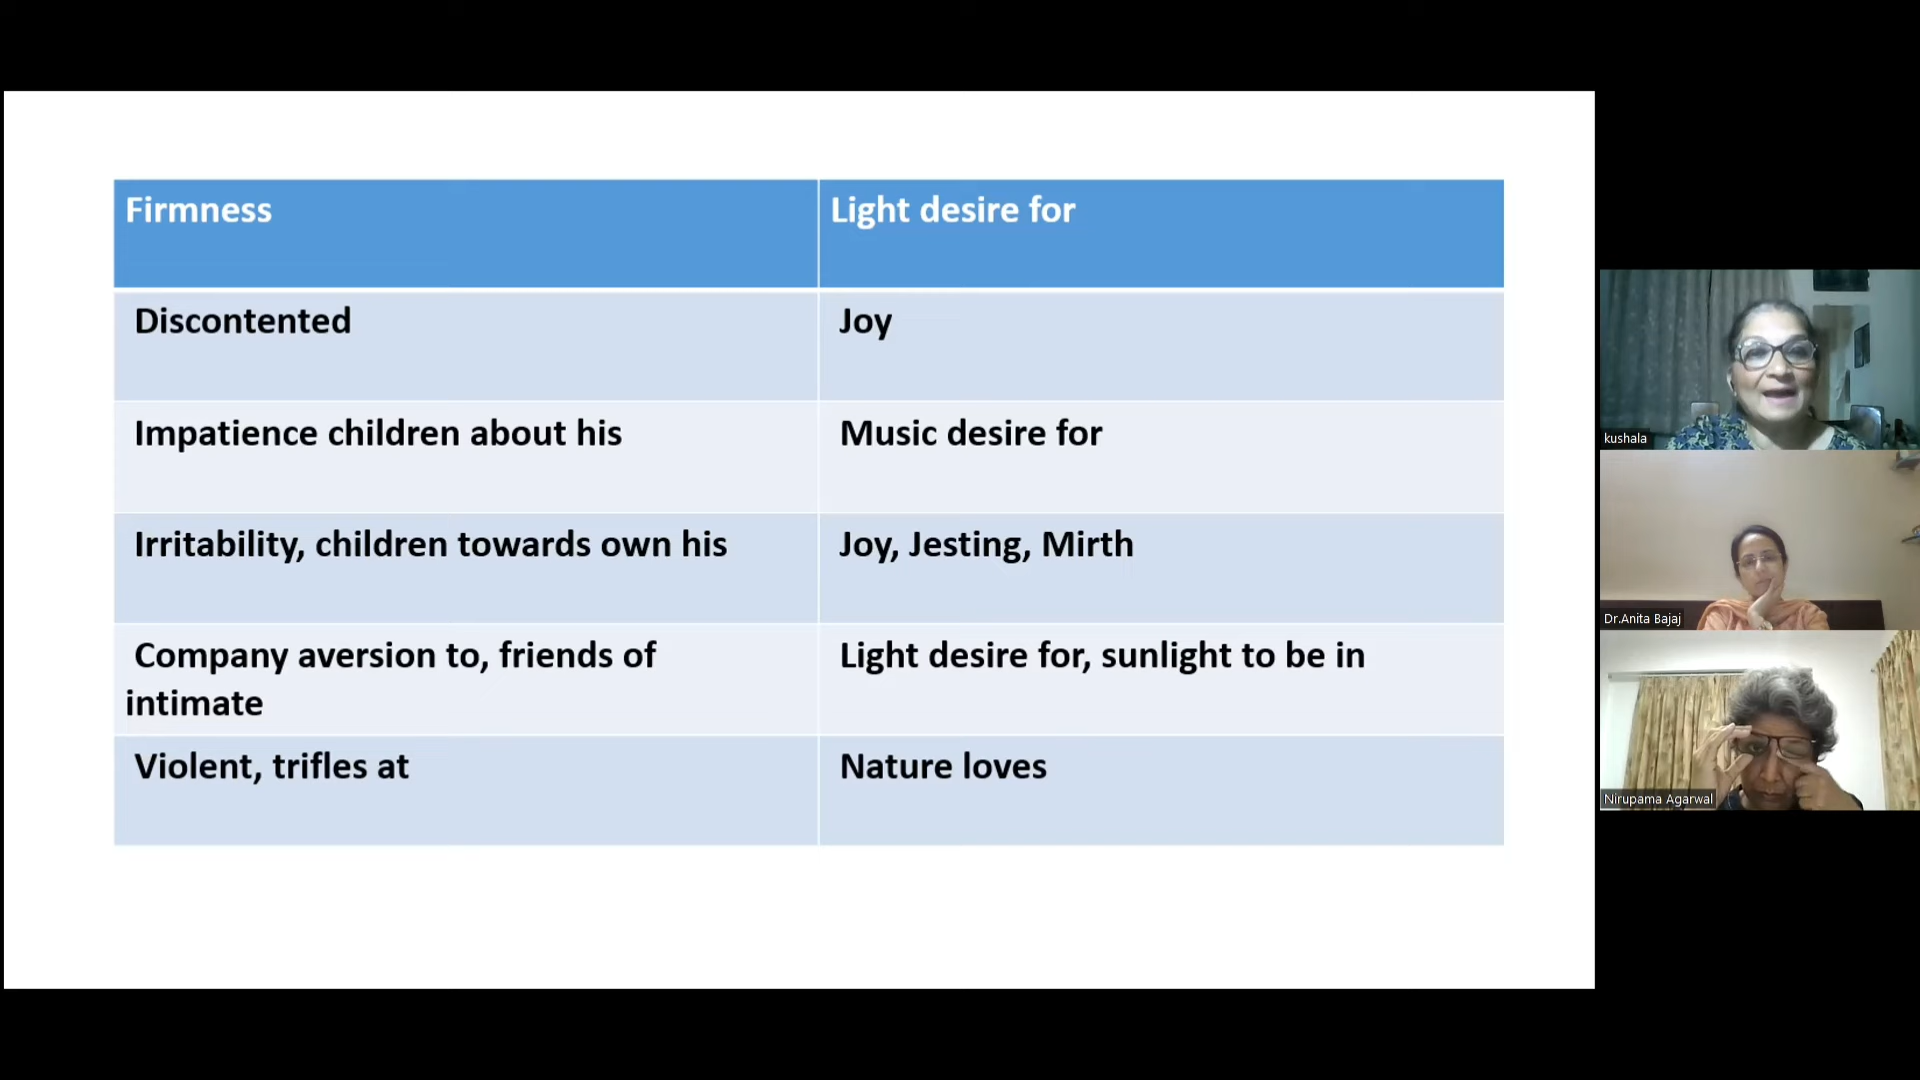 Firmness
Light desire for
Discontented
Joy
Impatience children about his
Music desire for
Irritability, children towards own his
Joy, Jesting, Mirth
Company aversion to, friends of
intimate
Light desire for, sunlight to be in
Violent, trifles at
Nature loves
kushala
Dr.Anita Bajaj
Nirupama Agarwal